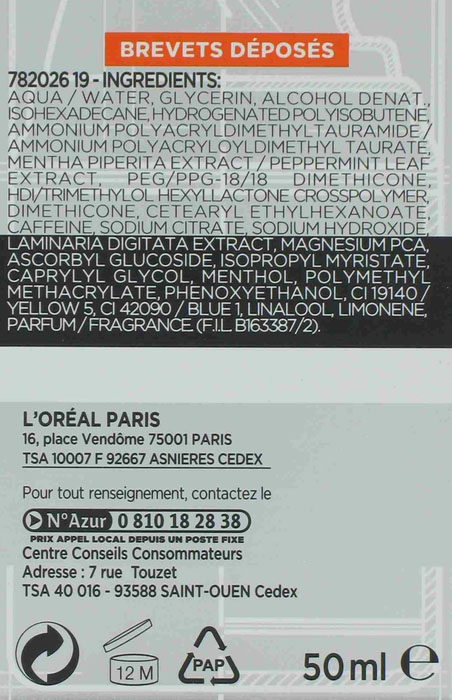 BREVETS DÉPOSÉS
782026 19 - INGREDIENTS:
AQUA / WATER, GLYCERIN, ALCOHOL DENAT.,
ISOHEXADECANE, HYDROGENATED POLYISOBUTENE,
AMMONIUM POLYACRYLDIMETHYLTAURAMIDE /
AMMONIUM POLYACRYLOYLDIMETHYL TAURATE,
MENTHA PIPERITA EXTRACT / PEPPERMINT LEAF
EXTRACT, PEG/PPG-18/18 DIMETHICONE,
HDI/TRIMETHYLOL HEXYLLACTONE CROSSPOLYMER,
DIMETHICONE, CETEARYL ETHYLHEXANOATE
CAFFEINE, SODIUM CITRATE, SODIUM HYDROXIDE,
LAMINARIA DIGITATA EXTRACT, MAGNESIUM PCA,
ASCORBYL GLUCOSIDE, ISOPROPYL MYRISTATE,
CAPRYLYL GLYCOL, MENTHOL, POLYMETHYL
METHACRYLATE, PHENOXYETHANOL, CI 19140 /
YELLOW 5, CI 42090 / BLUE 1, LINALOOL, LIMONENE,
PARFUM / FRAGRANCE. (F.I.L. B163387/2).
L'ORÉAL PARIS
16, place Vendôme 75001 PARIS
TSA 10007 F 92667 ASNIERES CEDEX
Pour tout renseignement, contactez le
N°Azur 0 810 18 28 38
PRIX APPEL LOCAL DEPUIS UN POSTE FIXE
Centre Conseils Consommateurs
Adresse : 7 rue Touzet
TSA 40 016 - 93588 SAINT-OUEN Cedex
12 M
PAP
50 ml ℮